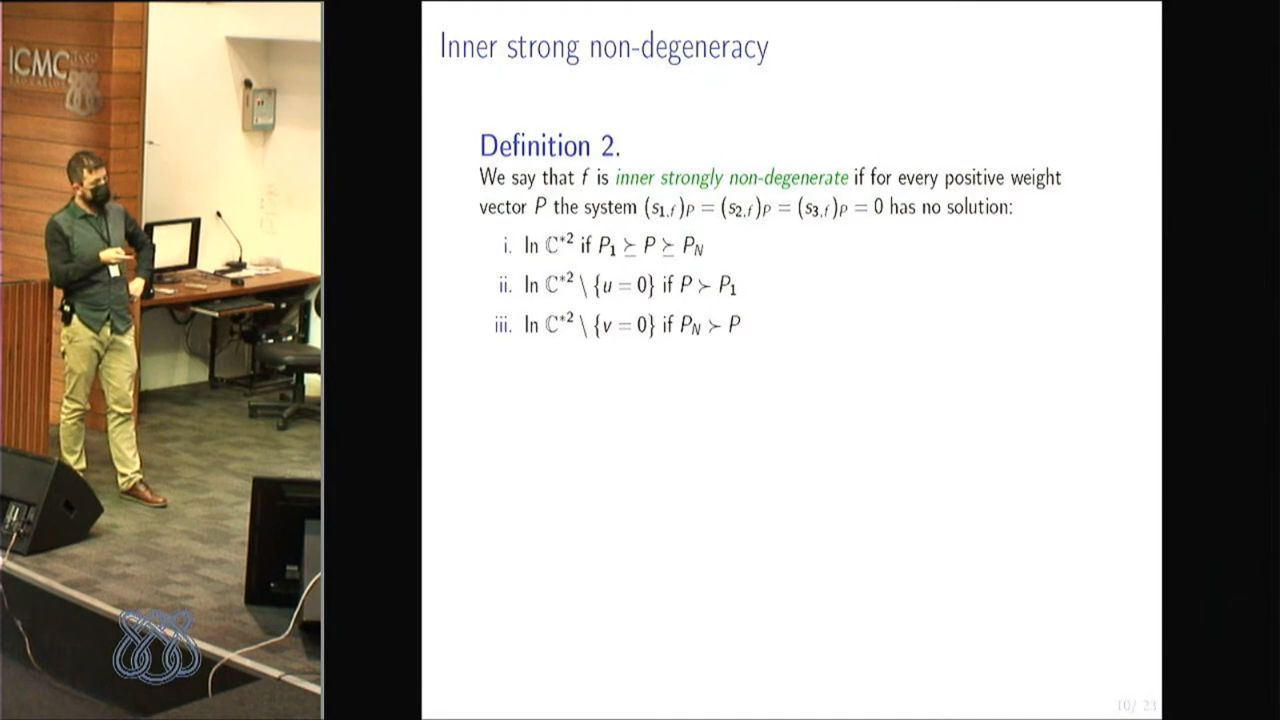 ICMC
Inner strong non-degeneracy
Definition 2.
We say that f is inner strongly non-degenerate if for every positive weight
vector P the system (s₁,f)P = (s₂,f)P = (s₃,f)P = 0 has no solution:
i. In ℂ*² if P₁ ⪰ P ⪰ P_N
ii. In ℂ*² \ {u = 0} if P ≻ P₁
iii. In ℂ*² \ {v = 0} if P_N ≻ P
10/ 23